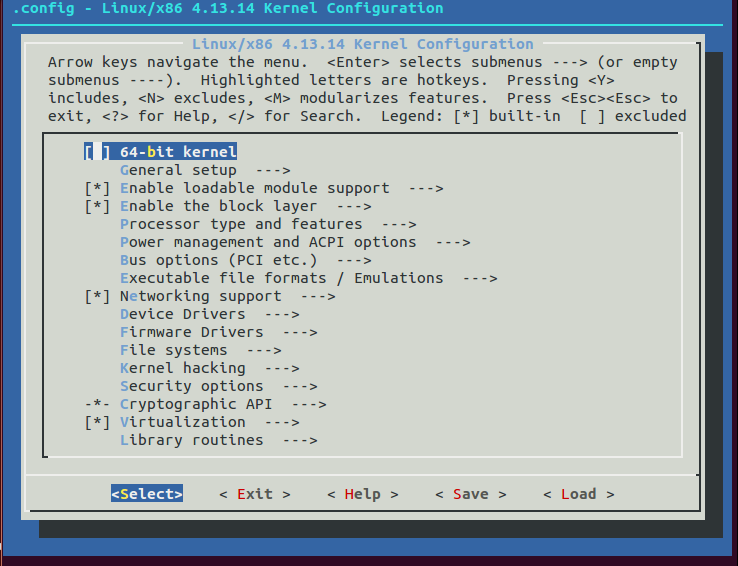 .config - Linux/x86 4.13.14 Kernel Configuration
Linux/x86 4.13.14 Kernel Configuration
Arrow keys navigate the menu.  <Enter> selects submenus ---> (or empty
submenus ----).  Highlighted letters are hotkeys.  Pressing <Y>
includes, <N> excludes, <M> modularizes features.  Press <Esc><Esc> to
exit, <?> for Help, </> for Search.  Legend: [*] built-in  [ ] excluded
[ ] 64-bit kernel
General setup  --->
[*] Enable loadable module support  --->
[*] Enable the block layer  --->
Processor type and features  --->
Power management and ACPI options  --->
Bus options (PCI etc.)  --->
Executable file formats / Emulations  --->
[*] Networking support  --->
Device Drivers  --->
Firmware Drivers  --->
File systems  --->
Kernel hacking  --->
Security options  --->
-*- Cryptographic API  --->
[*] Virtualization  --->
Library routines  --->
<Select>    < Exit >    < Help >    < Save >    < Load >